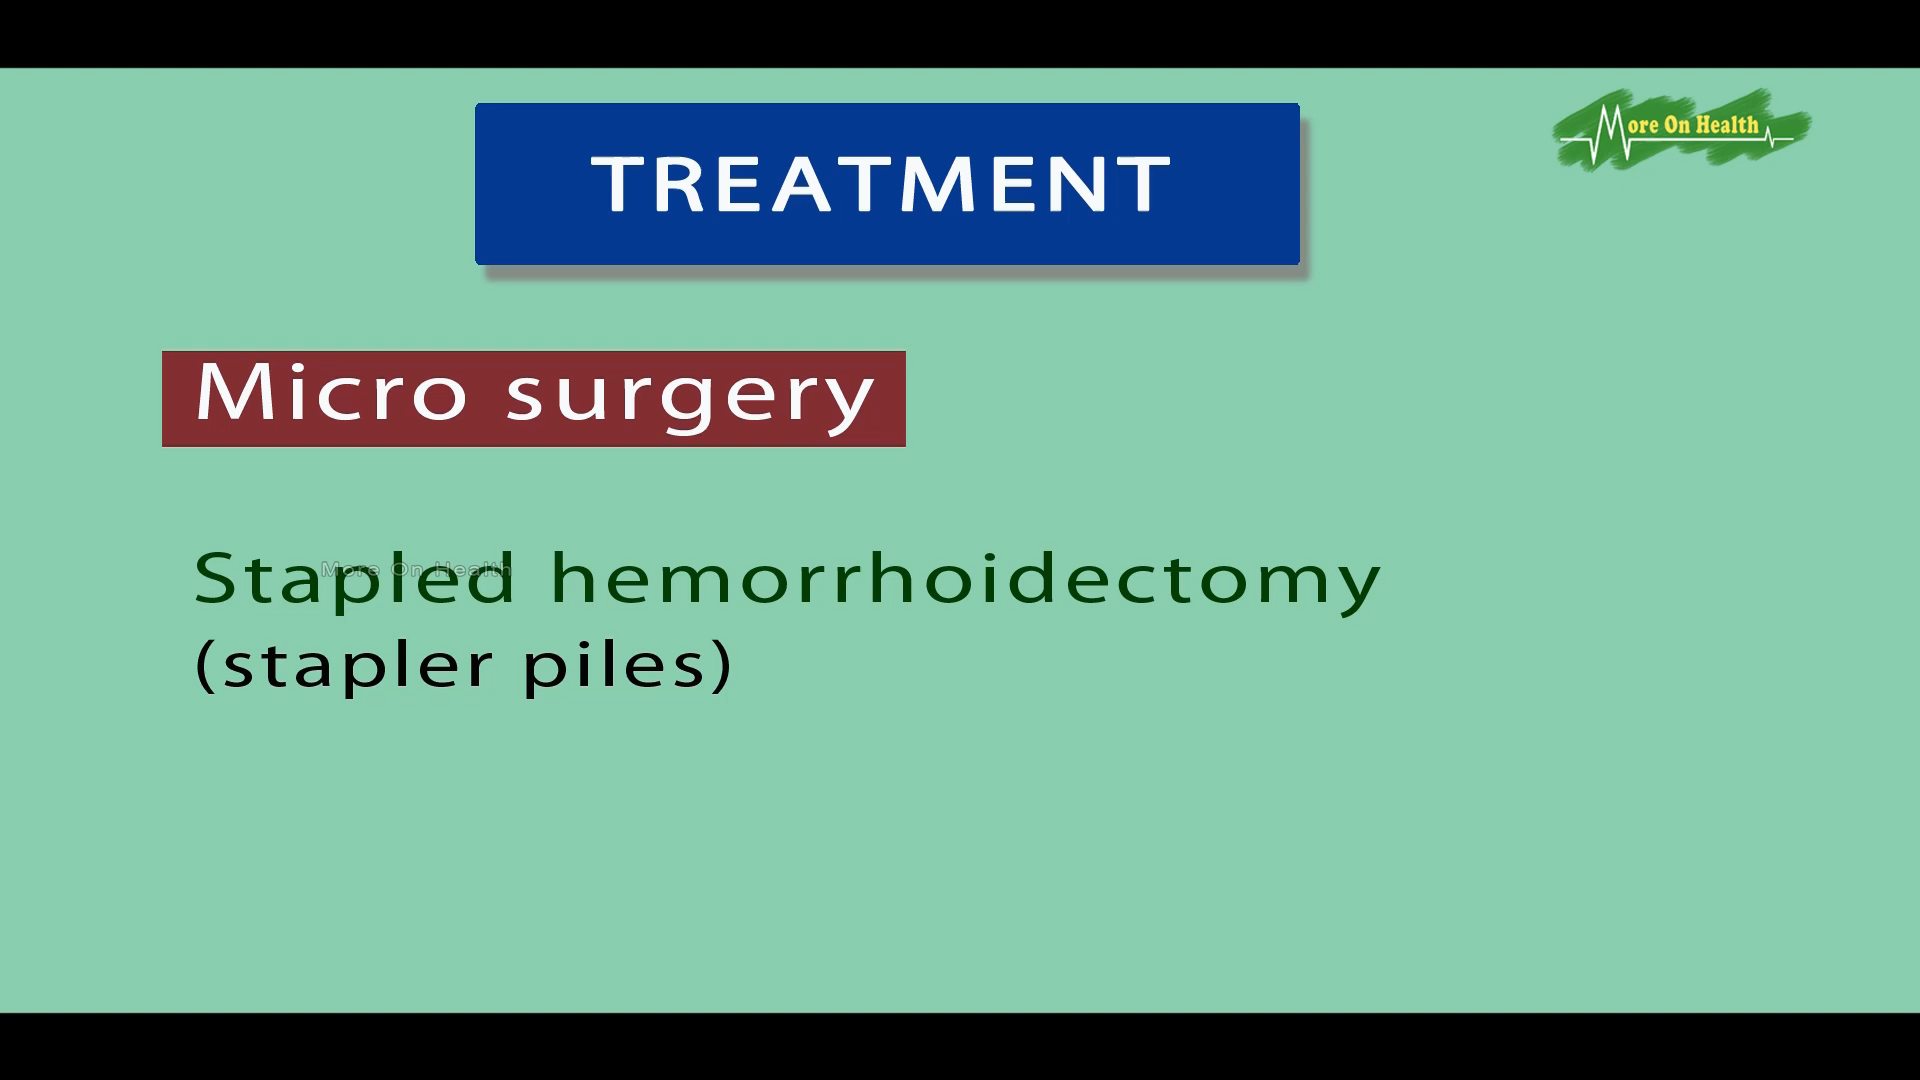 TREATMENT
More On Health
Micro surgery
Stapled hemorrhoidectomy
More On Health
(stapler piles)